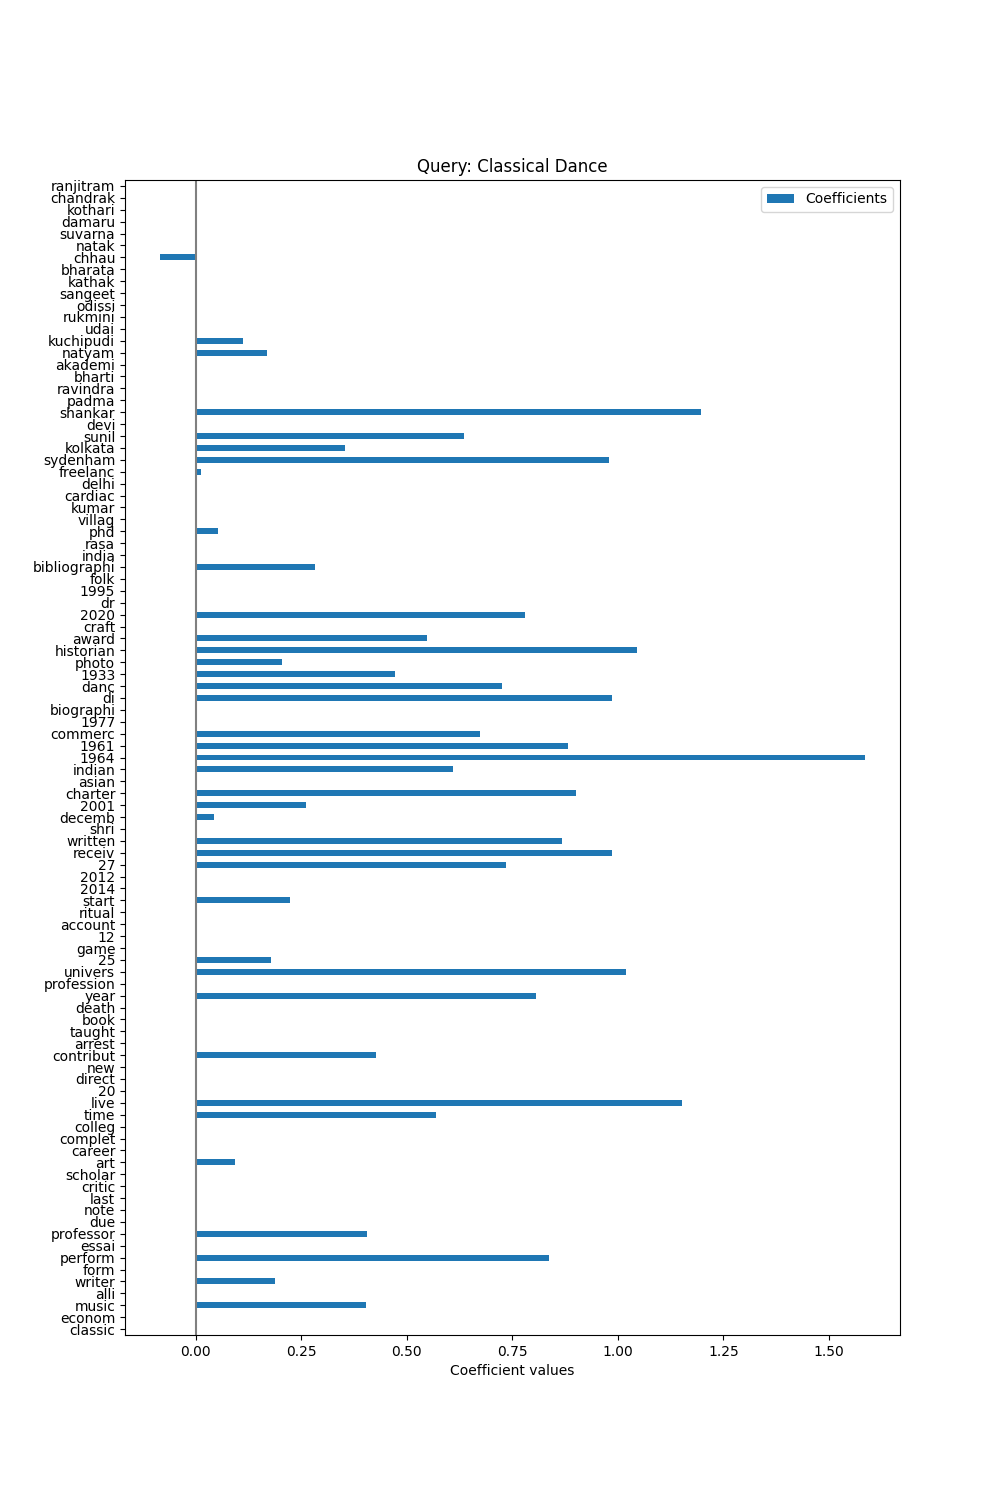 Query: Classical Dance
Coefficients
ranjitram
chandrak
kothari
damaru
suvarna
natak
chhau
bharata
kathak
sangeet
odissi
rukmini
udai
kuchipudi
natyam
akademi
bharti
ravindra
padma
shankar
devi
sunil
kolkata
sydenham
freelanc
delhi
cardiac
kumar
villag
phd
rasa
india
bibliographi
folk
1995
dr
2020
craft
award
historian
photo
1933
danc
di
biographi
1977
commerc
1961
1964
indian
asian
charter
2001
decemb
shri
written
receiv
27
2012
2014
start
ritual
account
12
game
25
univers
profession
year
death
book
taught
arrest
contribut
new
direct
20
live
time
colleg
complet
career
art
scholar
critic
last
note
due
professor
essai
perform
form
writer
alli
music
econom
classic
0.00 0.25 0.50 0.75 1.00 1.25 1.50
Coefficient values